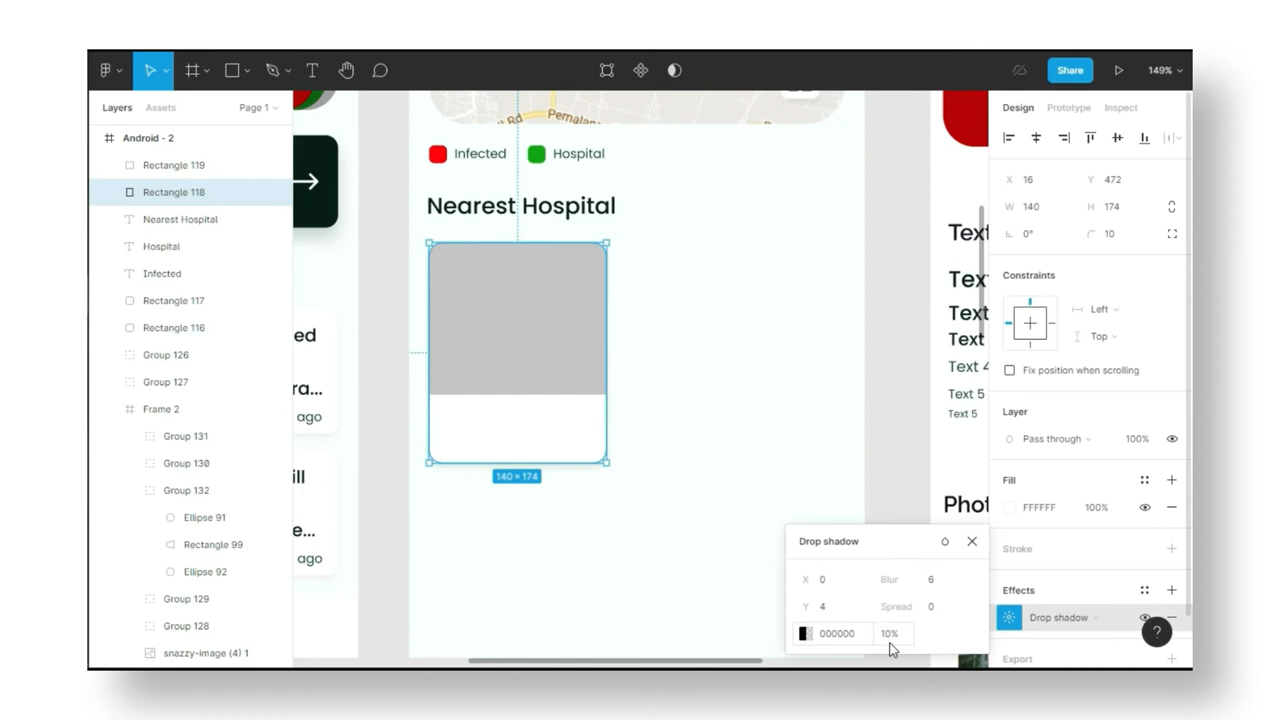 Share
149%
Layers
Assets
Page 1
Android - 2
Rectangle 119
Rectangle 118
Nearest Hospital
Hospital
Infected
Rectangle 117
Rectangle 116
Group 126
Group 127
Frame 2
Group 131
Group 130
Group 132
Ellipse 91
Rectangle 99
Ellipse 92
Group 129
Group 128
snazzy-image (4) 1
ed
ra...
ago
ill
e...
ago
Rd
Pemalan
Infected
Hospital
Nearest Hospital
140 × 174
Text
Text
Text
Text
Text 4
Text 5
Text 5
Phot
Drop shadow
X 0 Blur 6
Y 4 Spread 0
000000 10%
Design
Prototype
Inspect
X 16 Y 472
W 140 H 174
0° 10
Constraints
Left
Top
Fix position when scrolling
Layer
Pass through 100%
Fill
FFFFFF 100%
Stroke
Effects
Drop shadow
?
Export